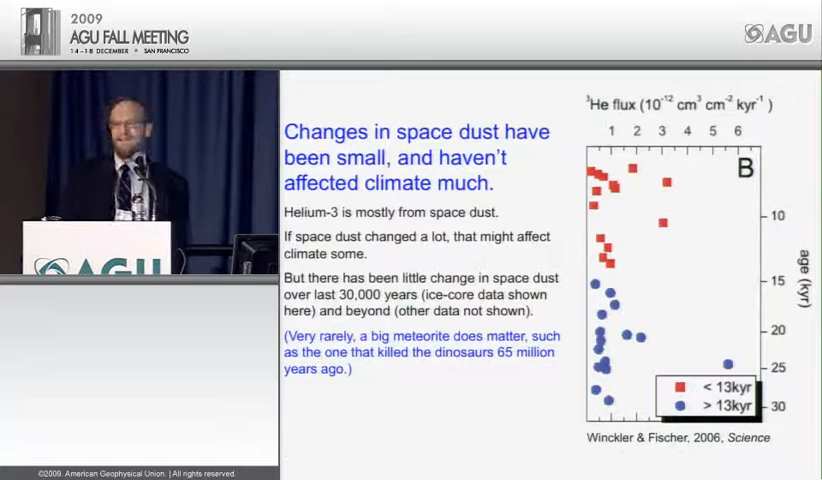 2009
AGU FALL MEETING
14–18 DECEMBER • SAN FRANCISCO
AGU
Changes in space dust have
been small, and haven't
affected climate much.
Helium-3 is mostly from space dust.
If space dust changed a lot, that might affect
climate some.
But there has been little change in space dust
over last 30,000 years (ice-core data shown
here) and beyond (other data not shown).
(Very rarely, a big meteorite does matter, such
as the one that killed the dinosaurs 65 million
years ago.)
³He flux (10⁻¹² cm³ cm⁻² kyr⁻¹ )
1 2 3 4 5 6
B
10
15
20
25
30
age (kyr)
< 13kyr
> 13kyr
Winckler & Fischer, 2006, Science
AGU
©2009. American Geophysical Union. | All rights reserved.